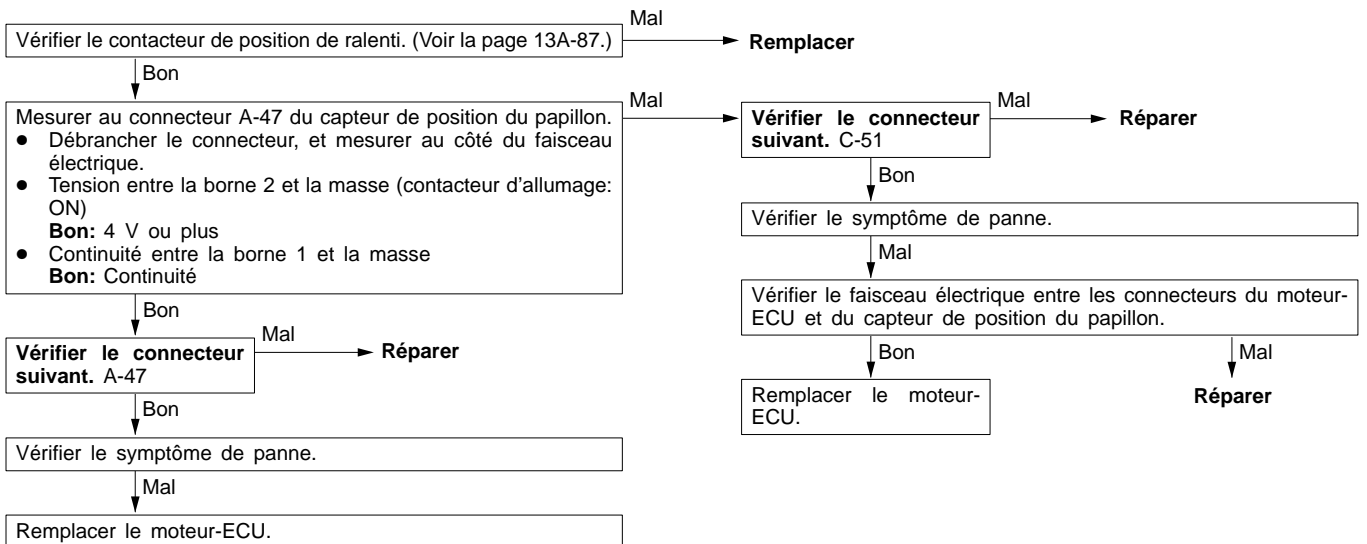 Vérifier le contacteur de position de ralenti. (Voir la page 13A-87.)
Mal
Remplacer
Bon
Mesurer au connecteur A-47 du capteur de position du papillon.
● Débrancher le connecteur, et mesurer au côté du faisceau
électrique.
● Tension entre la borne 2 et la masse (contacteur d'allumage:
ON)
Bon: 4 V ou plus
● Continuité entre la borne 1 et la masse
Bon: Continuité
Mal
Vérifier le connecteur
suivant. C-51
Mal
Réparer
Bon
Vérifier le symptôme de panne.
Mal
Vérifier le faisceau électrique entre les connecteurs du moteur-
ECU et du capteur de position du papillon.
Bon
Remplacer le moteur-
ECU.
Mal
Réparer
Bon
Vérifier le connecteur
suivant. A-47
Mal
Réparer
Bon
Vérifier le symptôme de panne.
Mal
Remplacer le moteur-ECU.